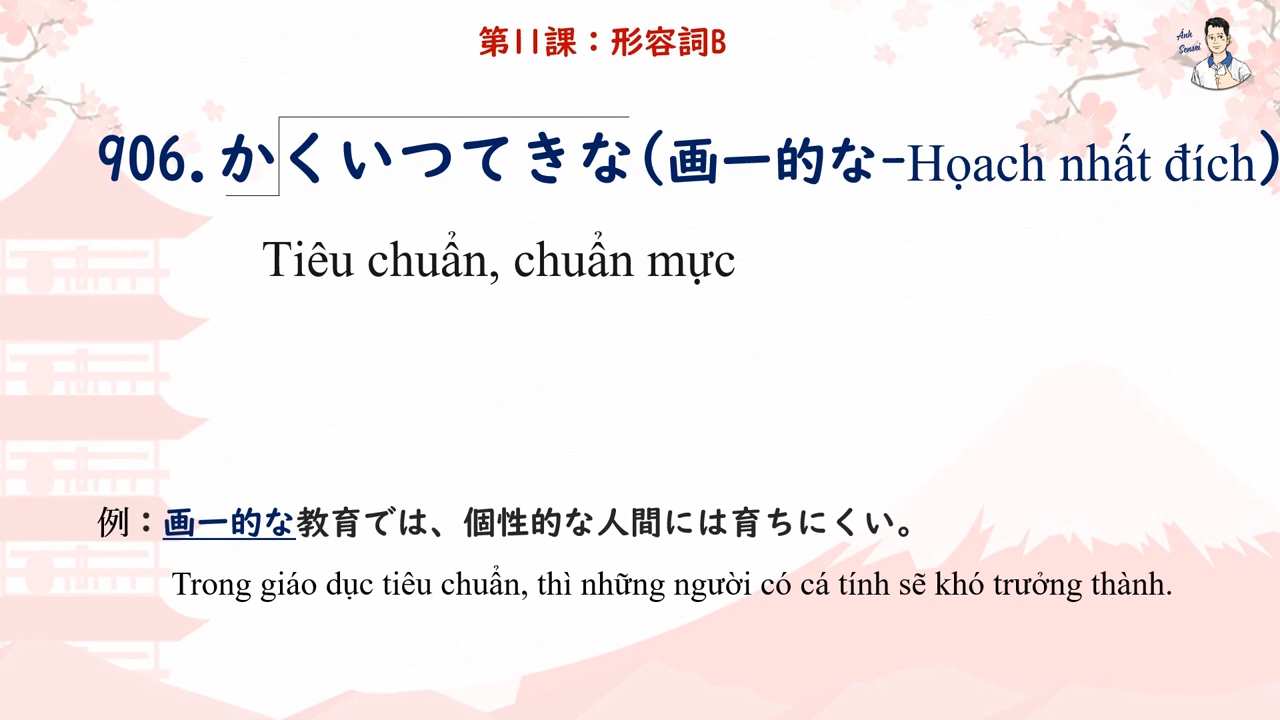 第11課：形容詞B
Ánh
Sensei
906.かくいつてきな(画一的な-Họach nhất đích)
Tiêu chuẩn, chuẩn mực
例：画一的な教育では、個性的な人間には育ちにくい。
Trong giáo dục tiêu chuẩn, thì những người có cá tính sẽ khó trưởng thành.